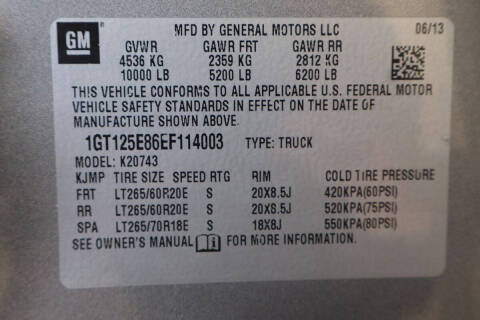 GM
MFD BY GENERAL MOTORS LLC
06/13
GVWR GAWR FRT GAWR RR
4536 KG 2359 KG 2812 KG
10000 LB 5200 LB 6200 LB
THIS VEHICLE CONFORMS TO ALL APPLICABLE U.S. FEDERAL MOTOR
VEHICLE SAFETY STANDARDS IN EFFECT ON THE DATE OF
MANUFACTURE SHOWN ABOVE.
1GT125E86EF114003 TYPE: TRUCK
MODEL: K20743
KJMP TIRE SIZE SPEED RTG RIM COLD TIRE PRESSURE
FRT LT265/60R20E S 20X8.5J 420KPA(60PSI)
RR LT265/60R20E S 20X8.5J 520KPA(75PSI)
SPA LT265/70R18E S 18X8J 550KPA(80PSI)
SEE OWNER'S MANUAL FOR MORE INFORMATION.